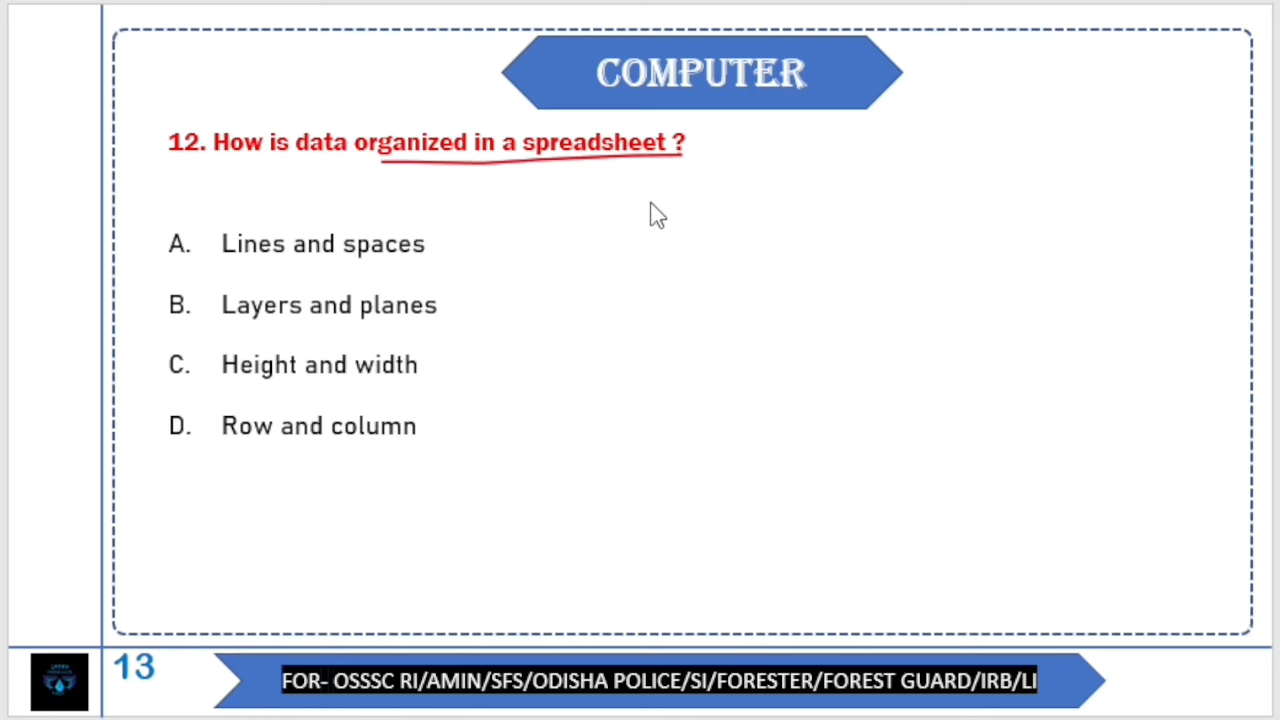 COMPUTER
12. How is data organized in a spreadsheet ?
A. Lines and spaces
B. Layers and planes
C. Height and width
D. Row and column
13
FOR- OSSSC RI/AMIN/SFS/ODISHA POLICE/SI/FORESTER/FOREST GUARD/IRB/LI